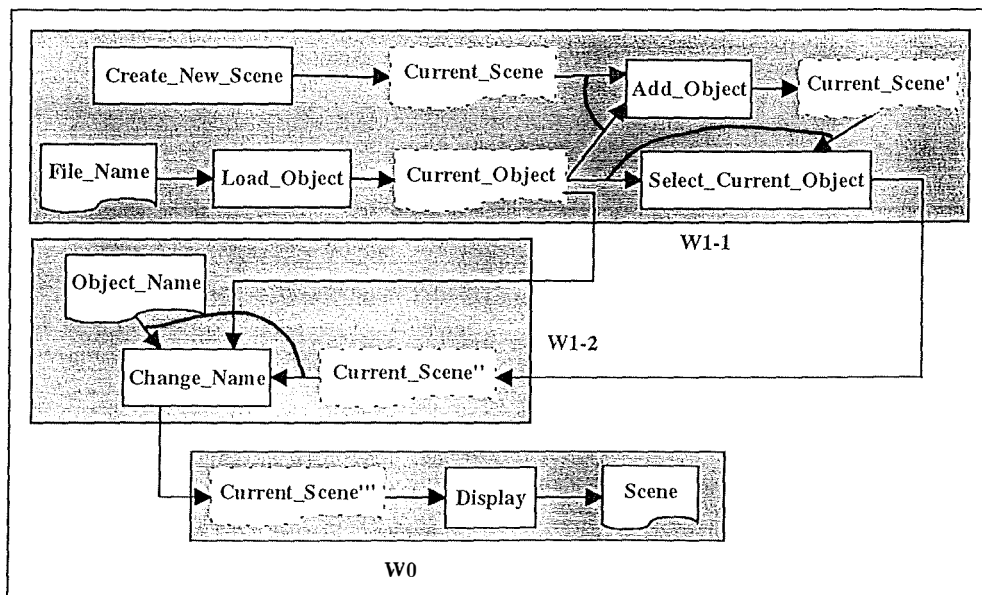 Create_New_Scene
Current_Scene
Add_Object
Current_Scene'
File_Name
Load_Object
Current_Object
Select_Current_Object
W1-1
Object_Name
W1-2
Change_Name
Current_Scene''
Current_Scene'''
Display
Scene
W0